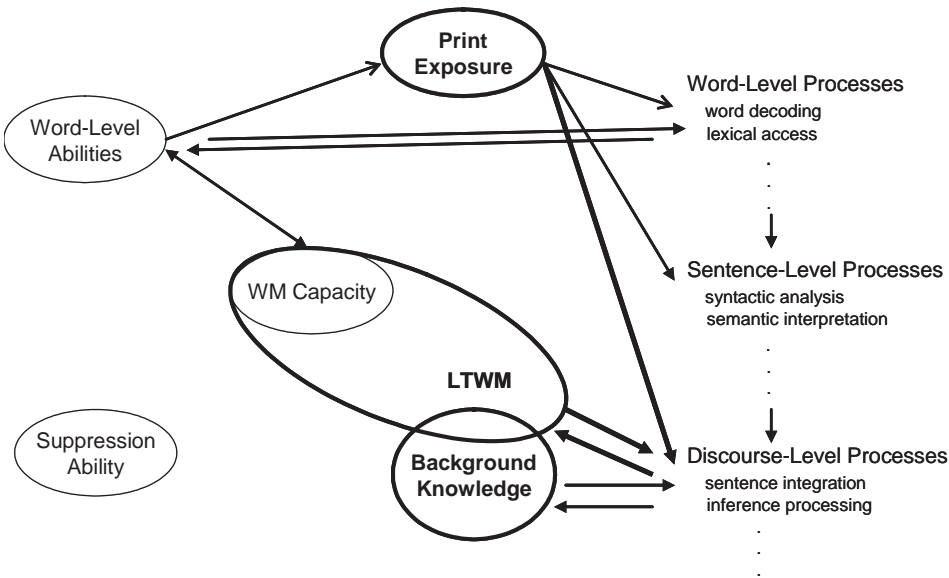 Print
Exposure
Word-Level Processes
word decoding
lexical access
Word-Level
Abilities
Sentence-Level Processes
syntactic analysis
semantic interpretation
WM Capacity
LTWM
Suppression
Ability
Background
Knowledge
Discourse-Level Processes
sentence integration
inference processing